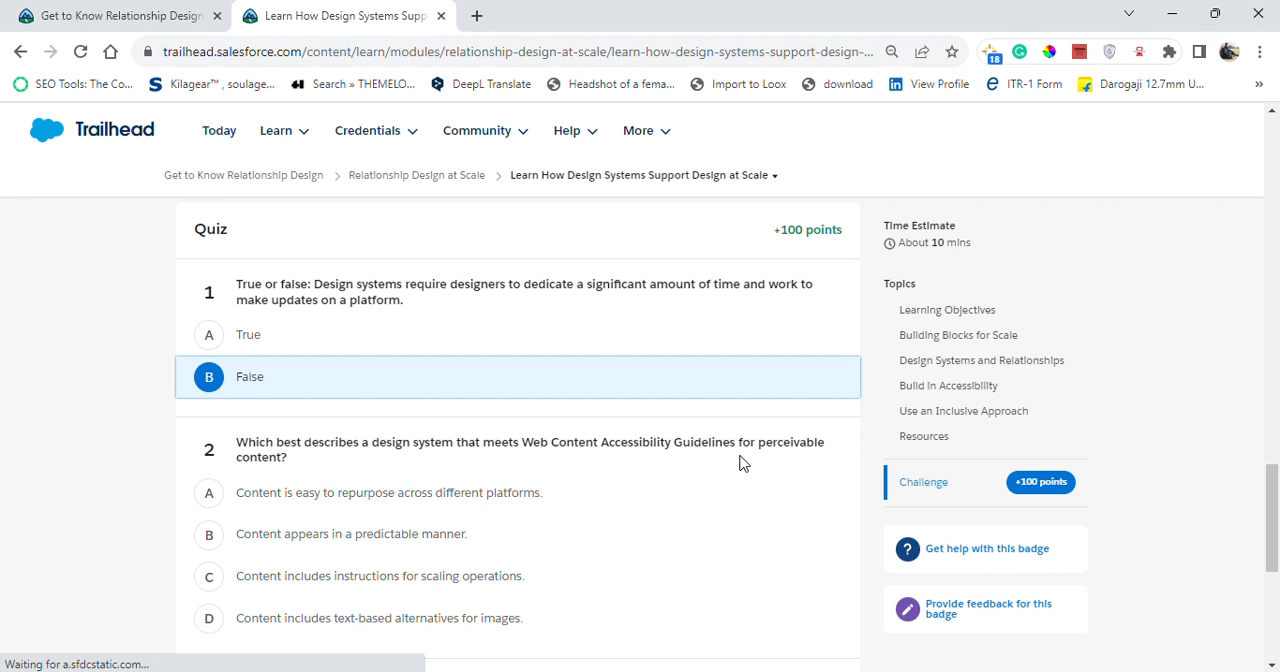 Get to Know Relationship Design
Learn How Design Systems Supp
trailhead.salesforce.com/content/learn/modules/relationship-design-at-scale/learn-how-design-systems-support-design-...
18
SEO Tools: The Co...
Kilagear™, soulage...
Search » THEMELO...
DeepL Translate
Headshot of a fema...
Import to Loox
download
View Profile
ITR-1 Form
Darogaji 12.7mm U...
»
Trailhead
Today
Learn
Credentials
Community
Help
More
Get to Know Relationship Design > Relationship Design at Scale > Learn How Design Systems Support Design at Scale
Quiz
+100 points
1
True or false: Design systems require designers to dedicate a significant amount of time and work to
make updates on a platform.
A True
B False
2
Which best describes a design system that meets Web Content Accessibility Guidelines for perceivable
content?
A Content is easy to repurpose across different platforms.
B Content appears in a predictable manner.
C Content includes instructions for scaling operations.
D Content includes text-based alternatives for images.
Time Estimate
About 10 mins
Topics
Learning Objectives
Building Blocks for Scale
Design Systems and Relationships
Build in Accessibility
Use an Inclusive Approach
Resources
Challenge
+100 points
? Get help with this badge
Provide feedback for this
badge
Waiting for a.sfdcstatic.com...